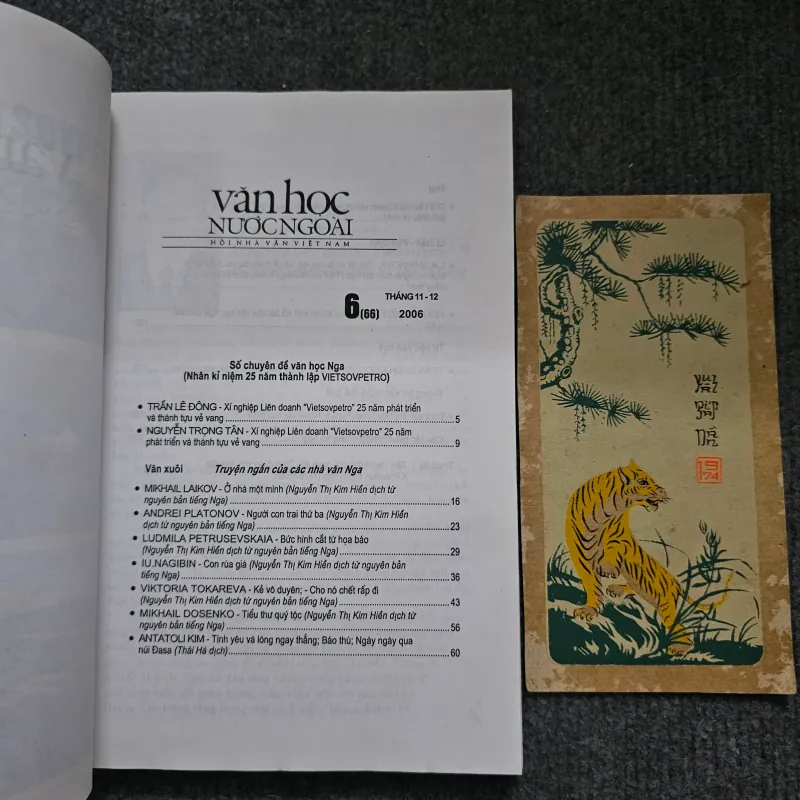 văn học
NƯỚC NGOÀI
HỘI NHÀ VĂN VIỆT NAM
6(66) THÁNG 11 - 12
2006
Số chuyên đề văn học Nga
(Nhân kỉ niệm 25 năm thành lập VIETSOVPETRO)
• TRẦN LÊ ĐÔNG - Xí nghiệp Liên doanh "Vietsovpetro" 25 năm phát triển
và thành tựu vẻ vang 5
• NGUYỄN TRỌNG TÂN - Xí nghiệp Liên doanh "Vietsovpetro" 25 năm
phát triển và thành tựu vẻ vang 9
Văn xuôi Truyện ngắn của các nhà văn Nga
• MIKHAIL LAIKOV - Ở nhà một mình (Nguyễn Thị Kim Hiền dịch từ
nguyên bản tiếng Nga) 16
• ANDREI PLATONOV - Người con trai thứ ba (Nguyễn Thị Kim Hiền
dịch từ nguyên bản tiếng Nga) 23
• LUDMILA PETRUSEVSKAIA - Bức hình cắt từ họa báo
(Nguyễn Thị Kim Hiền dịch từ nguyên bản tiếng Nga) 29
• IU.NAGIBIN - Con rùa già (Nguyễn Thị Kim Hiền dịch từ nguyên bản
tiếng Nga) 36
• VIKTORIA TOKAREVA - Kẻ vô duyên; - Cho nó chết rấp đi
(Nguyễn Thị Kim Hiền dịch từ nguyên bản tiếng Nga) 43
• MIKHAIL DOSENKO - Tiểu thư quý tộc (Nguyễn Thị Kim Hiền dịch từ
nguyên bản tiếng Nga) 56
• ANTATOLI KIM - Tình yêu và lòng ngay thẳng; Báo thù; Ngày ngày qua
núi Đasa (Thái Hà dịch) 60
1974